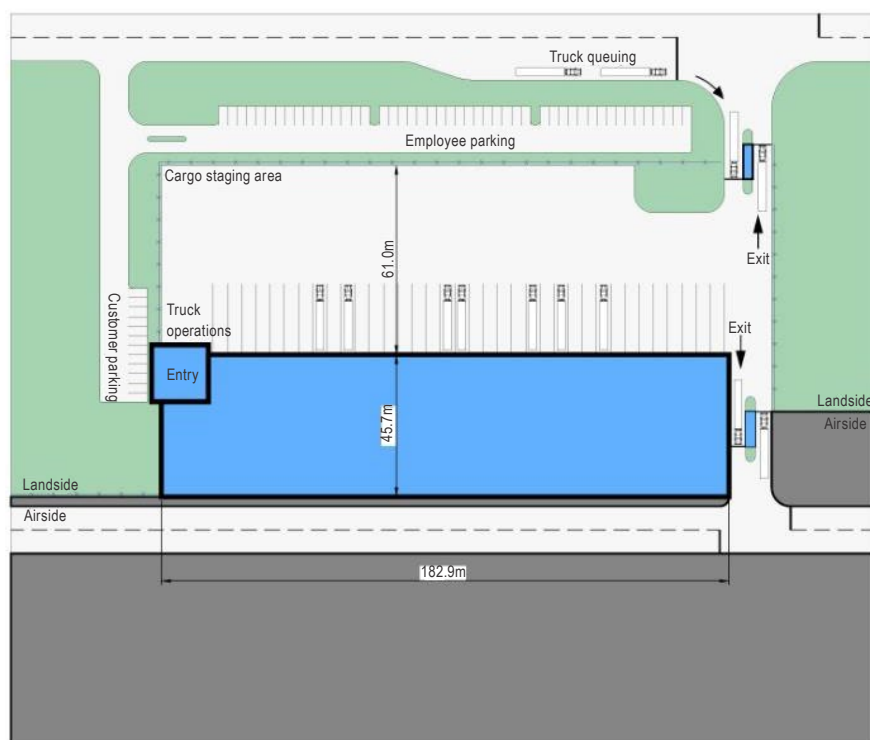 Truck queuing
Employee parking
Cargo staging area
61.0m
Exit
Customer parking
Truck
operations
Exit
Entry
45.7m
Landside
Airside
Landside
Airside
182.9m